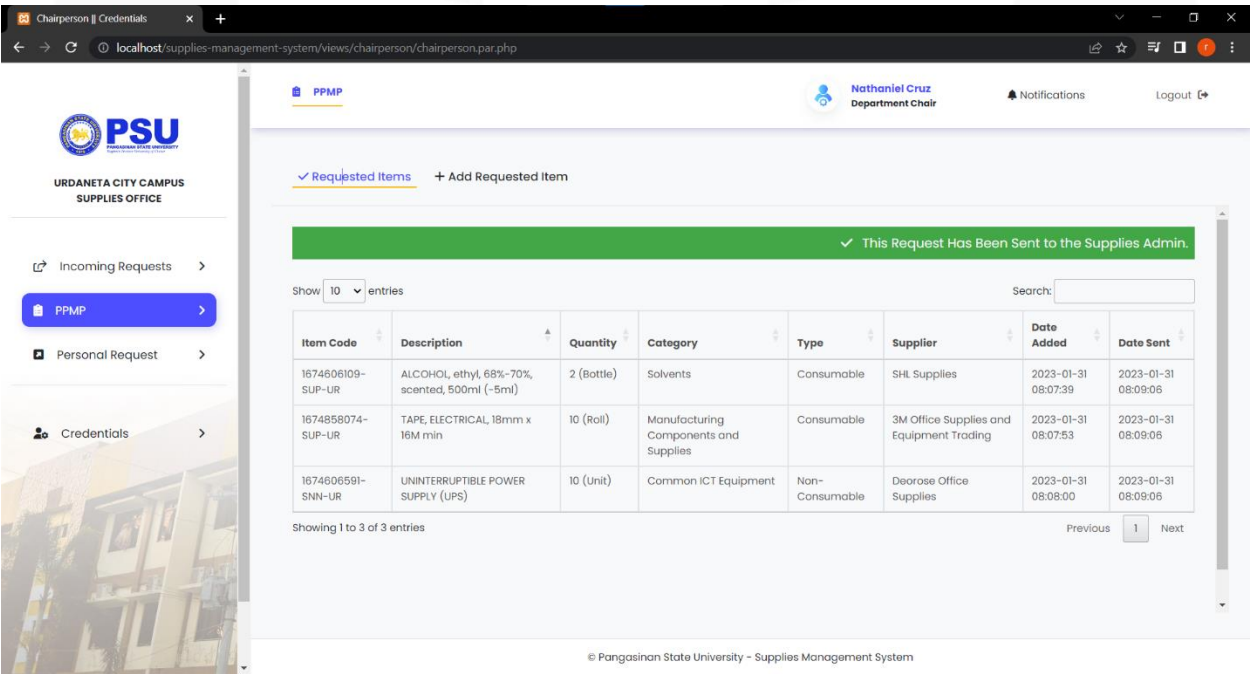 Chairperson || Credentials
localhost/supplies-management-system/views/chairperson/chairperson.par.php
r
PSU
PANGASINAN STATE UNIVERSITY
URDANETA CITY CAMPUS
SUPPLIES OFFICE
Incoming Requests
PPMP
Personal Request
Credentials
PPMP
Nathaniel Cruz
Department Chair
Notifications
Logout
Requested Items
+ Add Requested Item
This Request Has Been Sent to the Supplies Admin.
Show 10 entries
Search:
Item Code Description Quantity Category Type Supplier Date Added Date Sent
1674606109- ALCOHOL, ethyl, 68%-70%, 2 (Bottle) Solvents Consumable SHL Supplies 2023-01-31 2023-01-31
SUP-UR scented, 500ml (-5ml) 08:07:39 08:09:06
1674858074- TAPE, ELECTRICAL, 18mm x 10 (Roll) Manufacturing Consumable 3M Office Supplies and 2023-01-31 2023-01-31
SUP-UR 16M min Components and Equipment Trading 08:07:53 08:09:06
Supplies
1674606591- UNINTERRUPTIBLE POWER 10 (Unit) Common ICT Equipment Non- Deorose Office 2023-01-31 2023-01-31
SNN-UR SUPPLY (UPS) Consumable Supplies 08:08:00 08:09:06
Showing 1 to 3 of 3 entries
Previous 1 Next
© Pangasinan State University - Supplies Management System